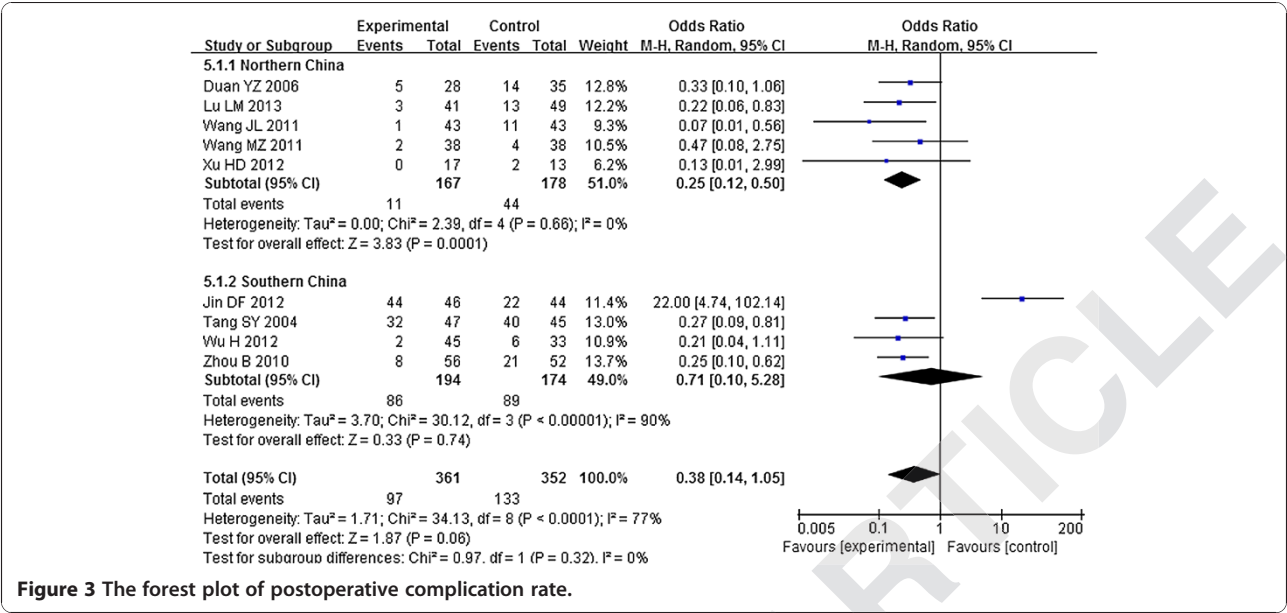 Experimental Control Odds Ratio Odds Ratio
Study or Subgroup Events Total Events Total Weight M-H, Random, 95% CI M-H, Random, 95% CI
5.1.1 Northern China
Duan YZ 2006 5 28 14 35 12.8% 0.33 [0.10, 1.06]
Lu LM 2013 3 41 13 49 12.2% 0.22 [0.06, 0.83]
Wang JL 2011 1 43 11 43 9.3% 0.07 [0.01, 0.56]
Wang MZ 2011 2 38 4 38 10.5% 0.47 [0.08, 2.75]
Xu HD 2012 0 17 2 13 6.2% 0.13 [0.01, 2.99]
Subtotal (95% CI) 167 178 51.0% 0.25 [0.12, 0.50]
Total events 11 44
Heterogeneity: Tau² = 0.00; Chi² = 2.39, df = 4 (P = 0.66); I² = 0%
Test for overall effect: Z = 3.83 (P = 0.0001)
5.1.2 Southern China
Jin DF 2012 44 46 22 44 11.4% 22.00 [4.74, 102.14]
Tang SY 2004 32 47 40 45 13.0% 0.27 [0.09, 0.81]
Wu H 2012 2 45 6 33 10.9% 0.21 [0.04, 1.11]
Zhou B 2010 8 56 21 52 13.7% 0.25 [0.10, 0.62]
Subtotal (95% CI) 194 174 49.0% 0.71 [0.10, 5.28]
Total events 86 89
Heterogeneity: Tau² = 3.70; Chi² = 30.12, df = 3 (P < 0.00001); I² = 90%
Test for overall effect: Z = 0.33 (P = 0.74)
Total (95% CI) 361 352 100.0% 0.38 [0.14, 1.05]
Total events 97 133
Heterogeneity: Tau² = 1.71; Chi² = 34.13, df = 8 (P < 0.0001); I² = 77%
Test for overall effect: Z = 1.87 (P = 0.06)
Test for subgroup differences: Chi² = 0.97, df = 1 (P = 0.32), I² = 0%
0.005 0.1 1 10 200
Favours [experimental] Favours [control]
RTICLE
Figure 3 The forest plot of postoperative complication rate.